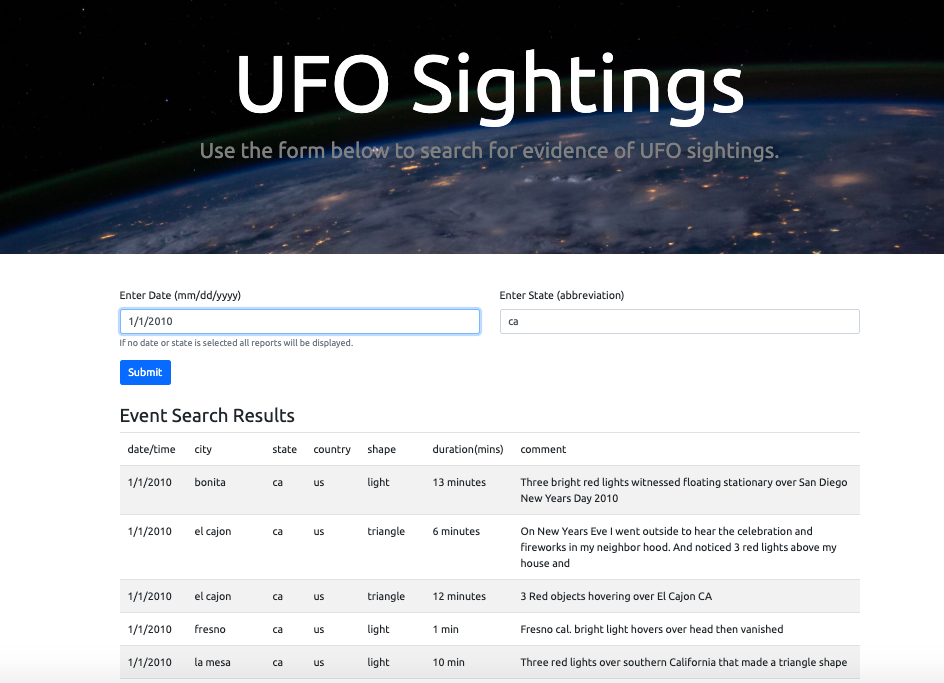 UFO Sightings
Use the form below to search for evidence of UFO sightings.
Enter Date (mm/dd/yyyy) Enter State (abbreviation)
1/1/2010 ca
If no date or state is selected all reports will be displayed.
Submit
Event Search Results
date/time city state country shape duration(mins) comment
1/1/2010 bonita ca us light 13 minutes Three bright red lights witnessed floating stationary over San Diego
New Years Day 2010
1/1/2010 el cajon ca us triangle 6 minutes On New Years Eve I went outside to hear the celebration and
fireworks in my neighbor hood. And noticed 3 red lights above my
house and
1/1/2010 el cajon ca us triangle 12 minutes 3 Red objects hovering over El Cajon CA
1/1/2010 fresno ca us light 1 min Fresno cal. bright light hovers over head then vanished
1/1/2010 la mesa ca us light 10 min Three red lights over southern California that made a triangle shape